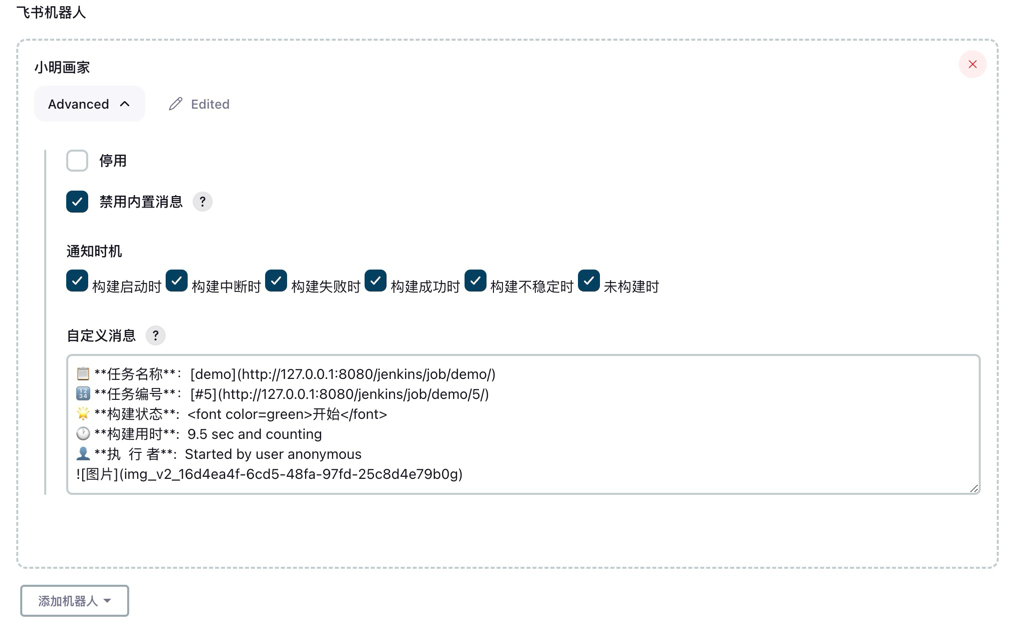 飞书机器人
小明画家
Advanced
Edited
停用
禁用内置消息 ?
通知时机
构建启动时 构建中断时 构建失败时 构建成功时 构建不稳定时 未构建时
自定义消息 ?
📋 **任务名称**：[demo](http://127.0.0.1:8080/jenkins/job/demo/)
🔢 **任务编号**：[#5](http://127.0.0.1:8080/jenkins/job/demo/5/)
🌟 **构建状态**: <font color=green>开始</font>
🕐 **构建用时**: 9.5 sec and counting
👤 **执 行 者**: Started by user anonymous
![图片](img_v2_16d4ea4f-6cd5-48fa-97fd-25c8d4e79b0g)
添加机器人